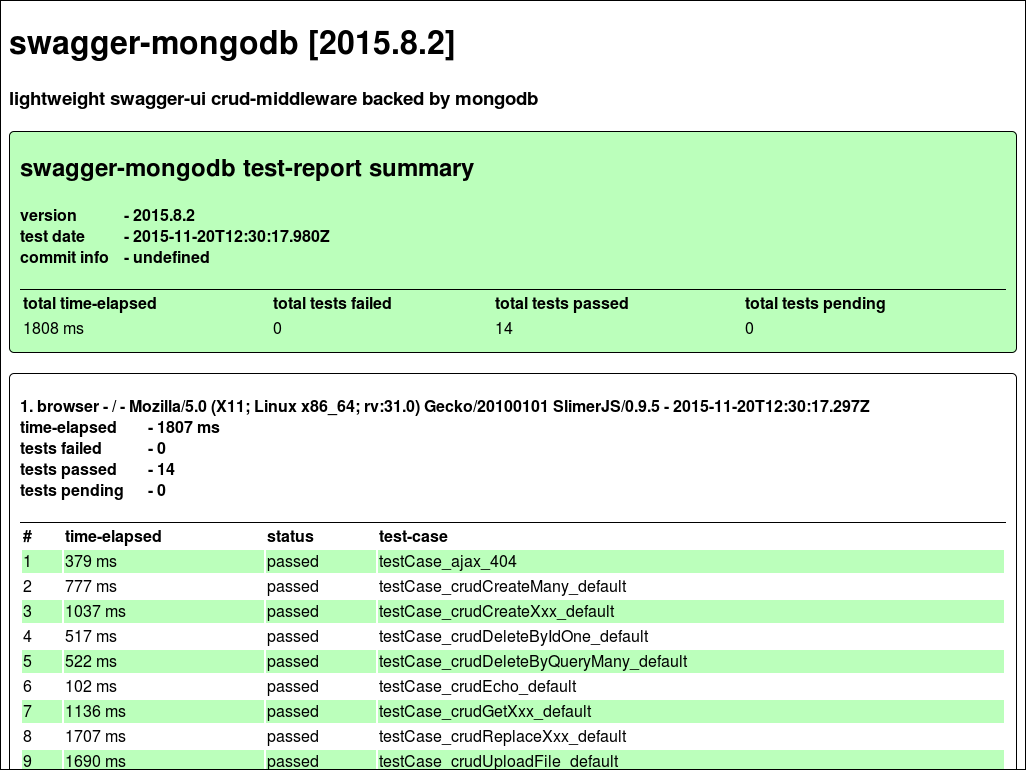 swagger-mongodb [2015.8.2]
lightweight swagger-ui crud-middleware backed by mongodb
swagger-mongodb test-report summary
version - 2015.8.2
test date - 2015-11-20T12:30:17.980Z
commit info - undefined
total time-elapsed total tests failed total tests passed total tests pending
1808 ms 0 14 0
1. browser - / - Mozilla/5.0 (X11; Linux x86_64; rv:31.0) Gecko/20100101 SlimerJS/0.9.5 - 2015-11-20T12:30:17.297Z
time-elapsed - 1807 ms
tests failed - 0
tests passed - 14
tests pending - 0
# time-elapsed status test-case
1 379 ms passed testCase_ajax_404
2 777 ms passed testCase_crudCreateMany_default
3 1037 ms passed testCase_crudCreateXxx_default
4 517 ms passed testCase_crudDeleteByIdOne_default
5 522 ms passed testCase_crudDeleteByQueryMany_default
6 102 ms passed testCase_crudEcho_default
7 1136 ms passed testCase_crudGetXxx_default
8 1707 ms passed testCase_crudReplaceXxx_default
9 1690 ms passed testCase_crudUploadFile_default